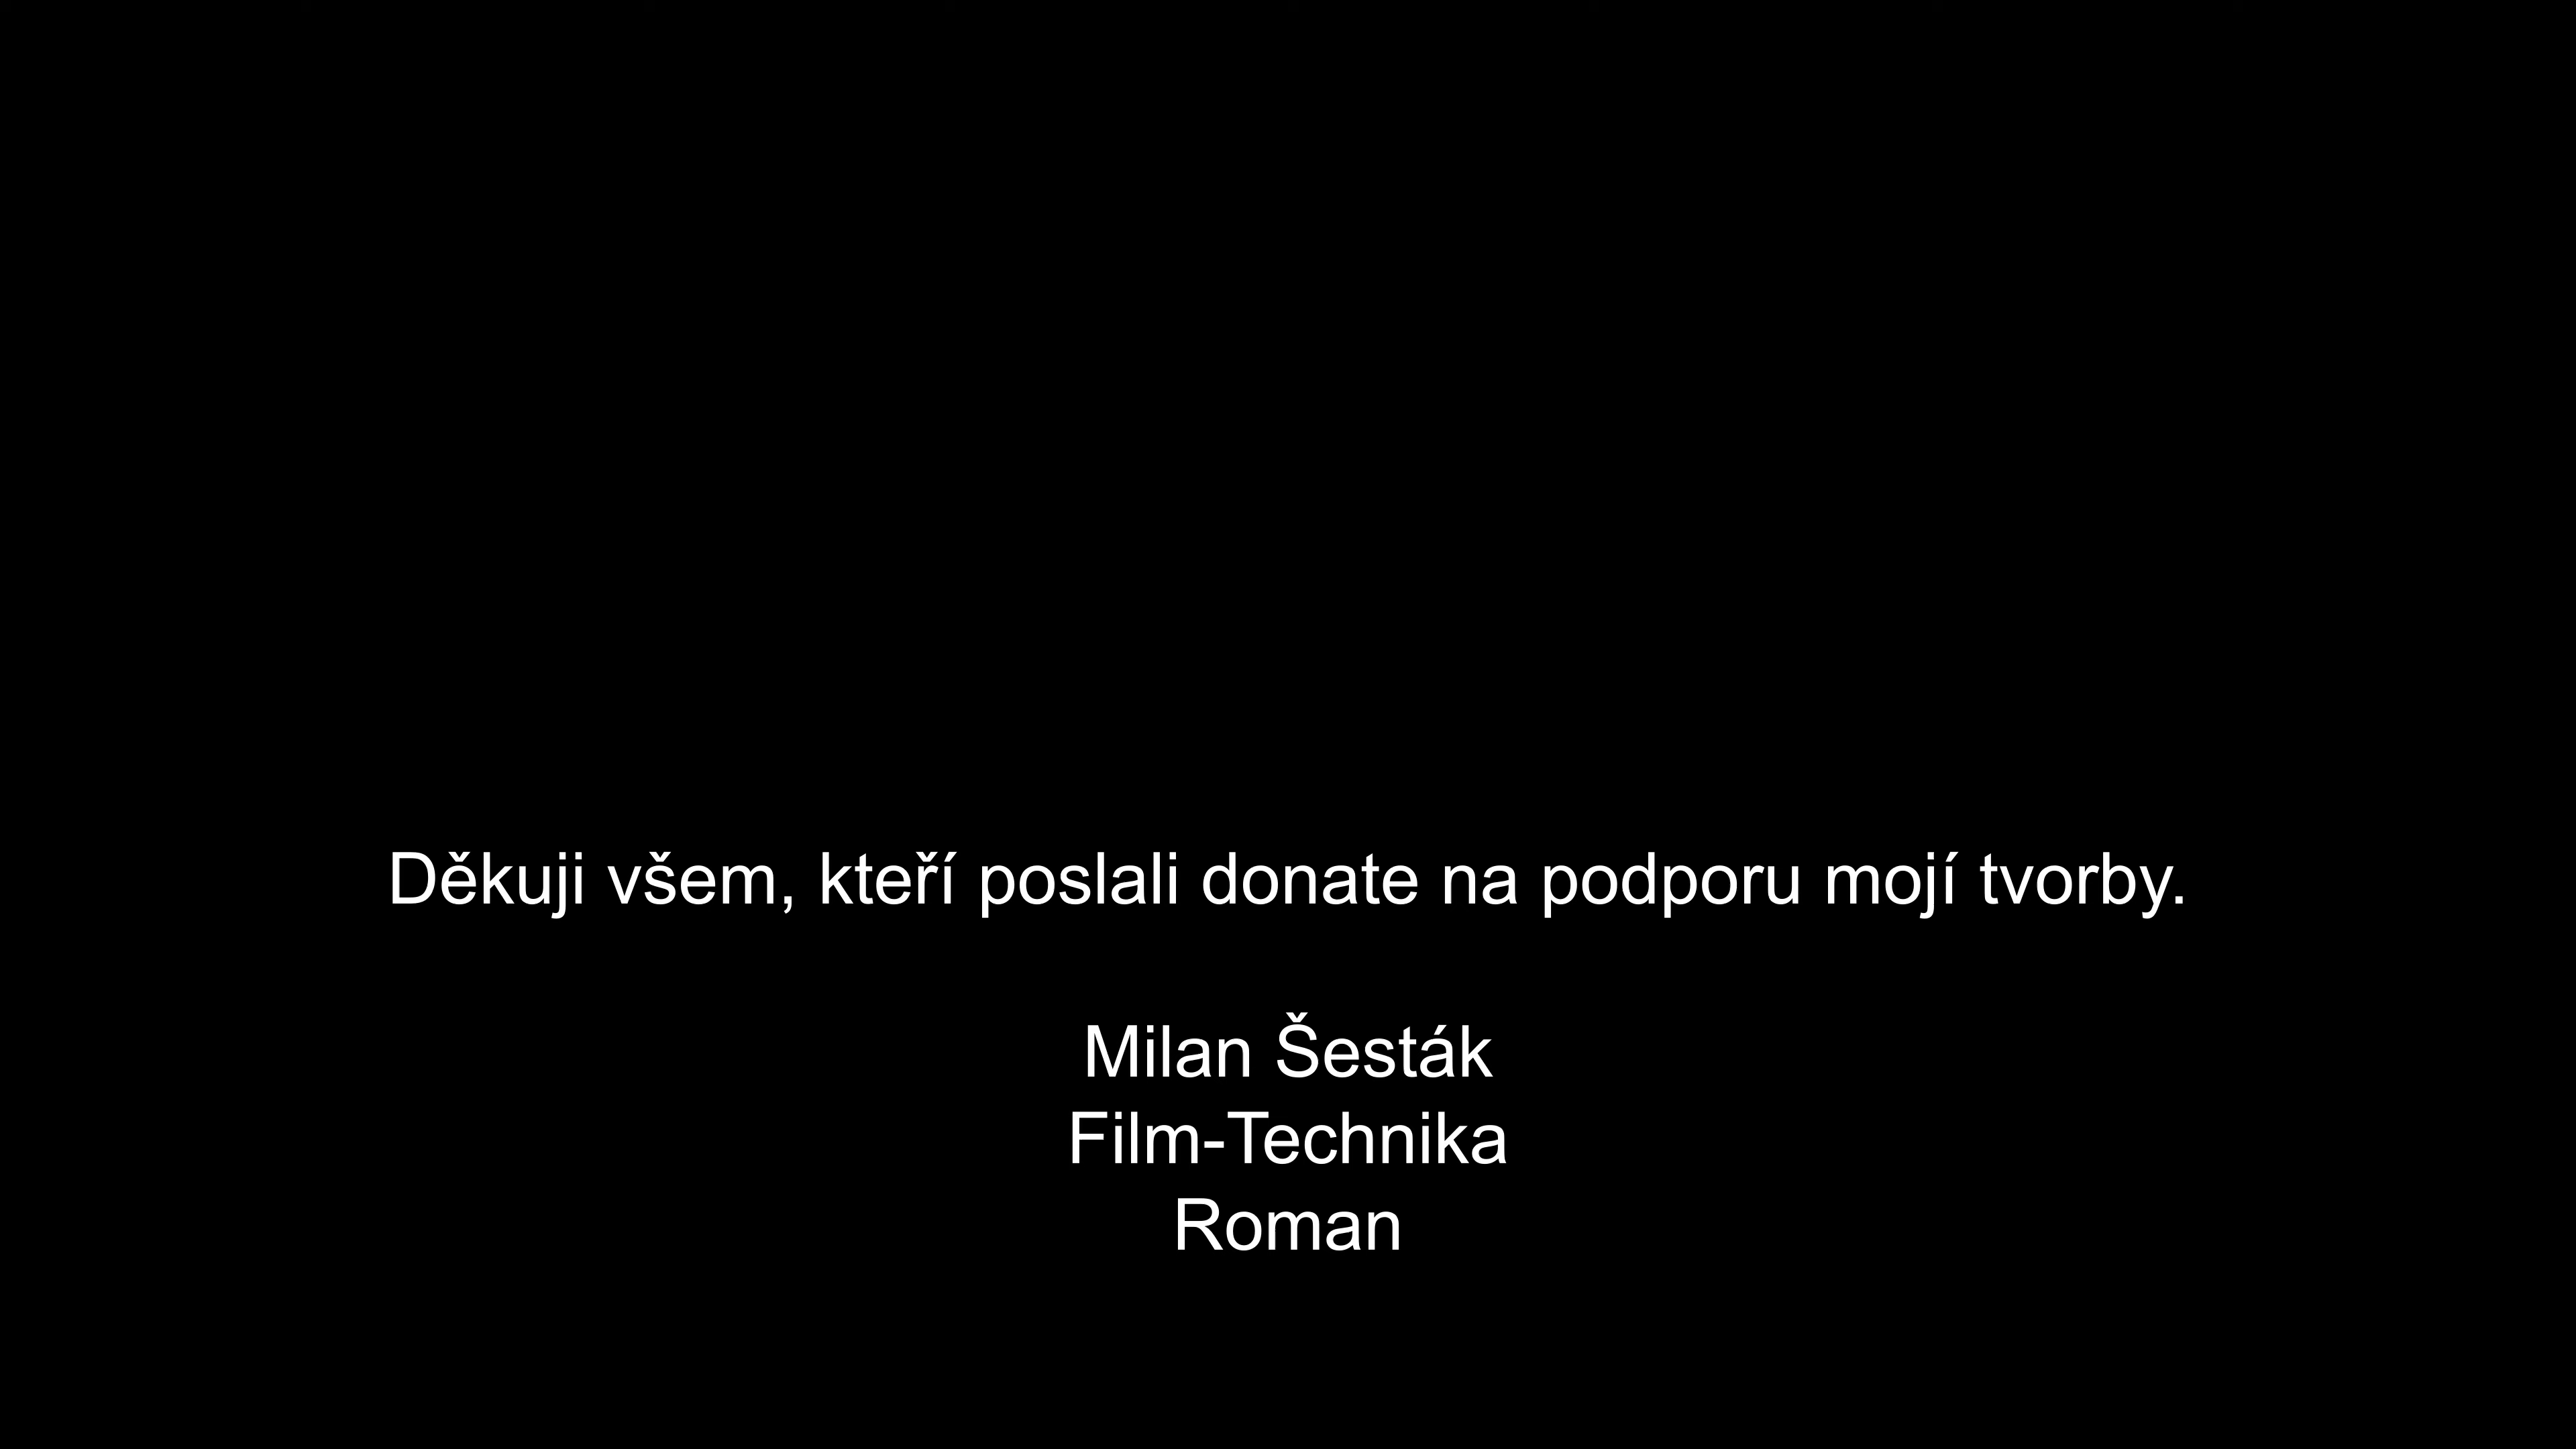 Děkuji všem, kteří poslali donate na podporu mojí tvorby.
Milan Šesták
Film-Technika
Roman